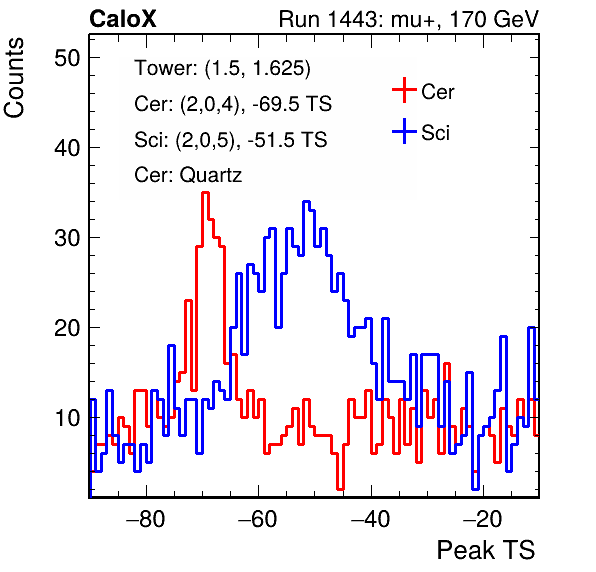 CaloX
Run 1443: mu+, 170 GeV
Counts
50
40
30
20
10
Tower: (1.5, 1.625)
Cer: (2,0,4), -69.5 TS
Sci: (2,0,5), -51.5 TS
Cer: Quartz
Cer
Sci
−80
−60
−40
−20
Peak TS